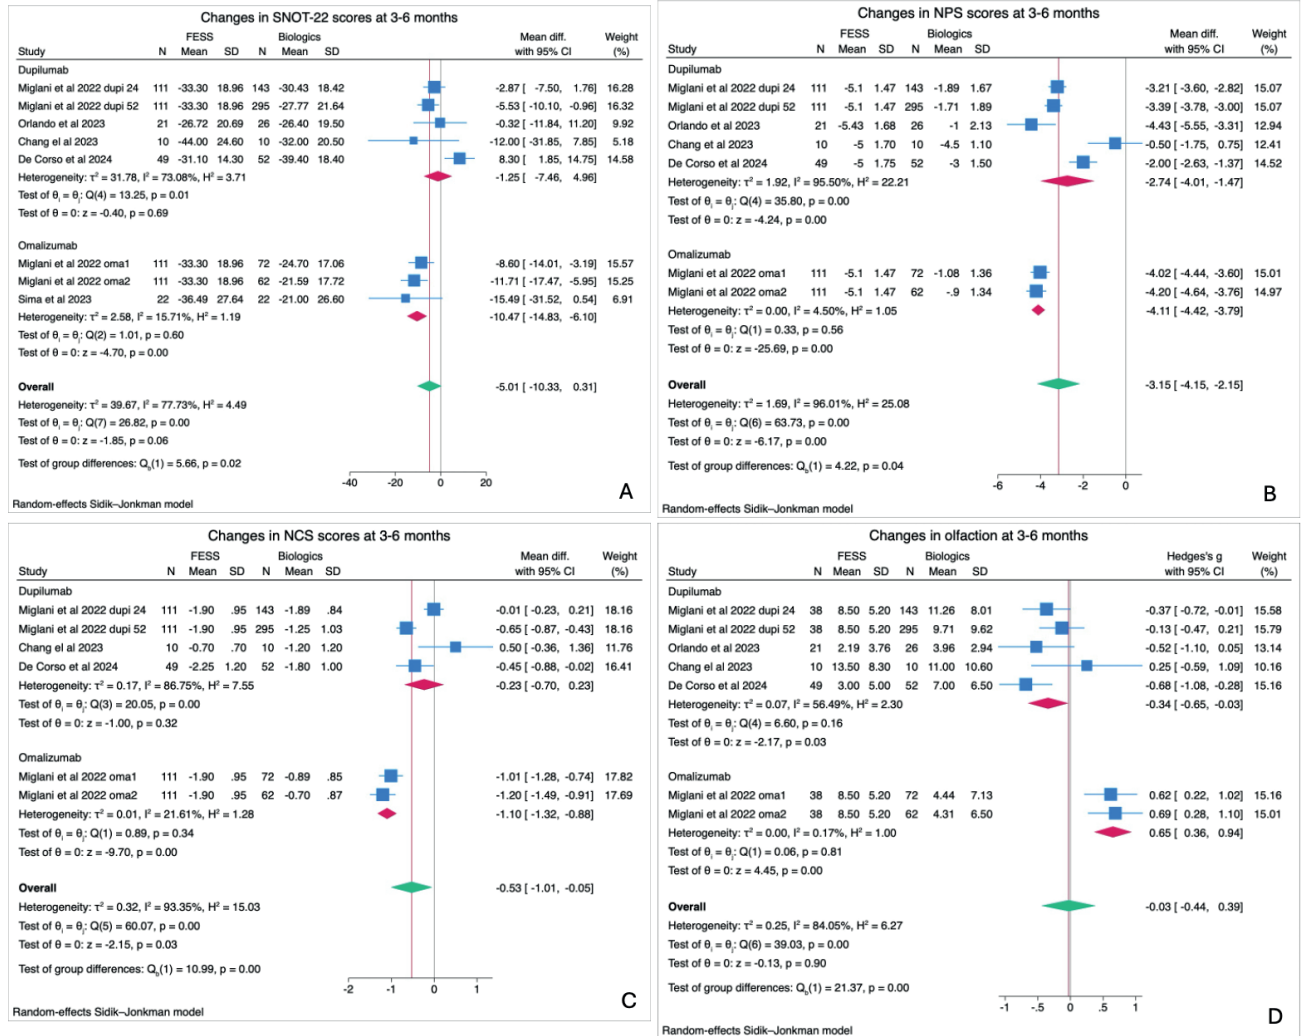 Changes in SNOT-22 scores at 3-6 months
FESS Biologics Mean diff. Weight
Study N Mean SD N Mean SD with 95% CI (%)
Dupilumab
Miglani et al 2022 dupi 24 111 -33.30 18.96 143 -30.43 18.42 -2.87 [ -7.50, 1.76] 16.28
Miglani et al 2022 dupi 52 111 -33.30 18.96 295 -27.77 21.64 -5.53 [ -10.10, -0.96] 16.32
Orlando et al 2023 21 -26.72 20.69 26 -26.40 19.50 -0.32 [ -11.84, 11.20] 9.92
Chang el al 2023 10 -44.00 24.60 10 -32.00 20.50 -12.00 [ -31.85, 7.85] 5.18
De Corso et al 2024 49 -31.10 14.30 52 -39.40 18.40 8.30 [ 1.85, 14.75] 14.58
Heterogeneity: τ² = 31.78, I² = 73.08%, H² = 3.71 -1.25 [ -7.46, 4.96]
Test of θᵢ = θⱼ: Q(4) = 13.25, p = 0.01
Test of θ = 0: z = -0.40, p = 0.69
Omalizumab
Miglani et al 2022 oma1 111 -33.30 18.96 72 -24.70 17.06 -8.60 [ -14.01, -3.19] 15.57
Miglani et al 2022 oma2 111 -33.30 18.96 62 -21.59 17.72 -11.71 [ -17.47, -5.95] 15.25
Sima et al 2023 22 -36.49 27.64 22 -21.00 26.60 -15.49 [ -31.52, 0.54] 6.91
Heterogeneity: τ² = 2.58, I² = 15.71%, H² = 1.19 -10.47 [ -14.83, -6.10]
Test of θᵢ = θⱼ: Q(2) = 1.01, p = 0.60
Test of θ = 0: z = -4.70, p = 0.00
Overall -5.01 [ -10.33, 0.31]
Heterogeneity: τ² = 39.67, I² = 77.73%, H² = 4.49
Test of θᵢ = θⱼ: Q(7) = 26.82, p = 0.00
Test of θ = 0: z = -1.85, p = 0.06
Test of group differences: Q_b(1) = 5.66, p = 0.02
-40 -20 0 20
Random-effects Sidik–Jonkman model
A
Changes in NPS scores at 3-6 months
FESS Biologics Mean diff. Weight
Study N Mean SD N Mean SD with 95% CI (%)
Dupilumab
Miglani et al 2022 dupi 24 111 -5.1 1.47 143 -1.89 1.67 -3.21 [ -3.60, -2.82] 15.07
Miglani et al 2022 dupi 52 111 -5.1 1.47 295 -1.71 1.89 -3.39 [ -3.78, -3.00] 15.07
Orlando et al 2023 21 -5.43 1.68 26 -1 2.13 -4.43 [ -5.55, -3.31] 12.94
Chang et al 2023 10 -5 1.70 10 -4.5 1.10 -0.50 [ -1.75, 0.75] 12.41
De Corso et al 2024 49 -5 1.75 52 -3 1.50 -2.00 [ -2.63, -1.37] 14.52
Heterogeneity: τ² = 1.92, I² = 95.50%, H² = 22.21 -2.74 [ -4.01, -1.47]
Test of θᵢ = θⱼ: Q(4) = 35.80, p = 0.00
Test of θ = 0: z = -4.24, p = 0.00
Omalizumab
Miglani et al 2022 oma1 111 -5.1 1.47 72 -1.08 1.36 -4.02 [ -4.44, -3.60] 15.01
Miglani et al 2022 oma2 111 -5.1 1.47 62 -.9 1.34 -4.20 [ -4.64, -3.76] 14.97
Heterogeneity: τ² = 0.00, I² = 4.50%, H² = 1.05 -4.11 [ -4.42, -3.79]
Test of θᵢ = θⱼ: Q(1) = 0.33, p = 0.56
Test of θ = 0: z = -25.69, p = 0.00
Overall -3.15 [ -4.15, -2.15]
Heterogeneity: τ² = 1.69, I² = 96.01%, H² = 25.08
Test of θᵢ = θⱼ: Q(6) = 63.73, p = 0.00
Test of θ = 0: z = -6.17, p = 0.00
Test of group differences: Q_b(1) = 4.22, p = 0.04
-6 -4 -2 0
Random-effects Sidik–Jonkman model
B
Changes in NCS scores at 3-6 months
FESS Biologics Mean diff. Weight
Study N Mean SD N Mean SD with 95% CI (%)
Dupilumab
Miglani et al 2022 dupi 24 111 -1.90 .95 143 -1.89 .84 -0.01 [ -0.23, 0.21] 18.16
Miglani et al 2022 dupi 52 111 -1.90 .95 295 -1.25 1.03 -0.65 [ -0.87, -0.43] 18.16
Chang el al 2023 10 -0.70 .70 10 -1.20 1.20 0.50 [ -0.36, 1.36] 11.76
De Corso et al 2024 49 -2.25 1.20 52 -1.80 1.00 -0.45 [ -0.88, -0.02] 16.41
Heterogeneity: τ² = 0.17, I² = 86.75%, H² = 7.55 -0.23 [ -0.70, 0.23]
Test of θᵢ = θⱼ: Q(3) = 20.05, p = 0.00
Test of θ = 0: z = -1.00, p = 0.32
Omalizumab
Miglani et al 2022 oma1 111 -1.90 .95 72 -0.89 .85 -1.01 [ -1.28, -0.74] 17.82
Miglani et al 2022 oma2 111 -1.90 .95 62 -0.70 .87 -1.20 [ -1.49, -0.91] 17.69
Heterogeneity: τ² = 0.01, I² = 21.61%, H² = 1.28 -1.10 [ -1.32, -0.88]
Test of θᵢ = θⱼ: Q(1) = 0.89, p = 0.34
Test of θ = 0: z = -9.70, p = 0.00
Overall -0.53 [ -1.01, -0.05]
Heterogeneity: τ² = 0.32, I² = 93.35%, H² = 15.03
Test of θᵢ = θⱼ: Q(5) = 60.07, p = 0.00
Test of θ = 0: z = -2.15, p = 0.03
Test of group differences: Q_b(1) = 10.99, p = 0.00
-2 -1 0 1
Random-effects Sidik–Jonkman model
C
Changes in olfaction at 3-6 months
FESS Biologics Hedges's g Weight
Study N Mean SD N Mean SD with 95% CI (%)
Dupilumab
Miglani et al 2022 dupi 24 38 8.50 5.20 143 11.26 8.01 -0.37 [ -0.72, -0.01] 15.58
Miglani et al 2022 dupi 52 38 8.50 5.20 295 9.71 9.62 -0.13 [ -0.47, 0.21] 15.79
Orlando et al 2023 21 2.19 3.76 26 3.96 2.94 -0.52 [ -1.10, 0.05] 13.14
Chang el al 2023 10 13.50 8.30 10 11.00 10.60 0.25 [ -0.59, 1.09] 10.16
De Corso et al 2024 49 3.00 5.00 52 7.00 6.50 -0.68 [ -1.08, -0.28] 15.16
Heterogeneity: τ² = 0.07, I² = 56.49%, H² = 2.30 -0.34 [ -0.65, -0.03]
Test of θᵢ = θⱼ: Q(4) = 6.60, p = 0.16
Test of θ = 0: z = -2.17, p = 0.03
Omalizumab
Miglani et al 2022 oma1 38 8.50 5.20 72 4.44 7.13 0.62 [ 0.22, 1.02] 15.16
Miglani et al 2022 oma2 38 8.50 5.20 62 4.31 6.50 0.69 [ 0.28, 1.10] 15.01
Heterogeneity: τ² = 0.00, I² = 0.17%, H² = 1.00 0.65 [ 0.36, 0.94]
Test of θᵢ = θⱼ: Q(1) = 0.06, p = 0.81
Test of θ = 0: z = 4.45, p = 0.00
Overall -0.03 [ -0.44, 0.39]
Heterogeneity: τ² = 0.25, I² = 84.05%, H² = 6.27
Test of θᵢ = θⱼ: Q(6) = 39.03, p = 0.00
Test of θ = 0: z = -0.13, p = 0.90
Test of group differences: Q_b(1) = 21.37, p = 0.00
-1 -.5 0 .5 1
Random-effects Sidik–Jonkman model
D